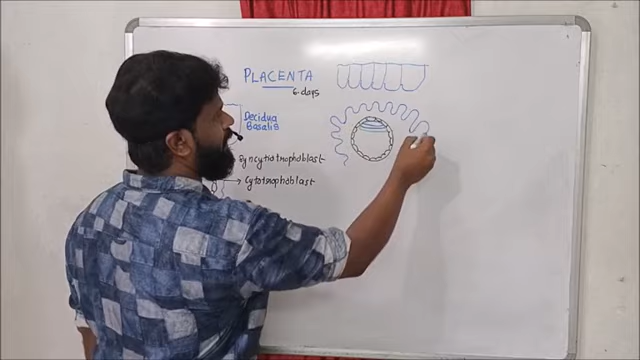 PLACENTA
6 days
Decidua
Basalis
Syncytiotrophoblast
Cytotrophoblast